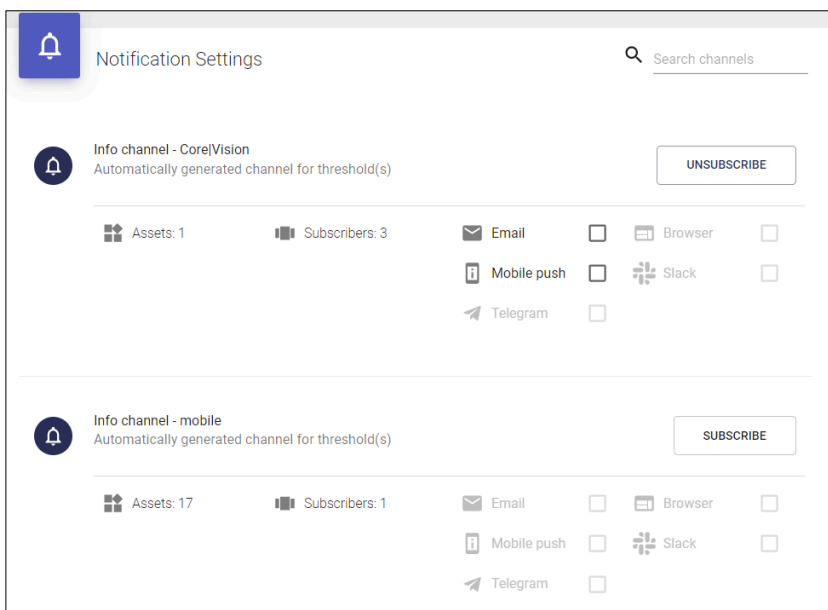 Notification Settings
Search channels
Info channel - Core|Vision
Automatically generated channel for threshold(s)
UNSUBSCRIBE
Assets: 1
Subscribers: 3
Email
Browser
Mobile push
Slack
Telegram
Info channel - mobile
Automatically generated channel for threshold(s)
SUBSCRIBE
Assets: 17
Subscribers: 1
Email
Browser
Mobile push
Slack
Telegram